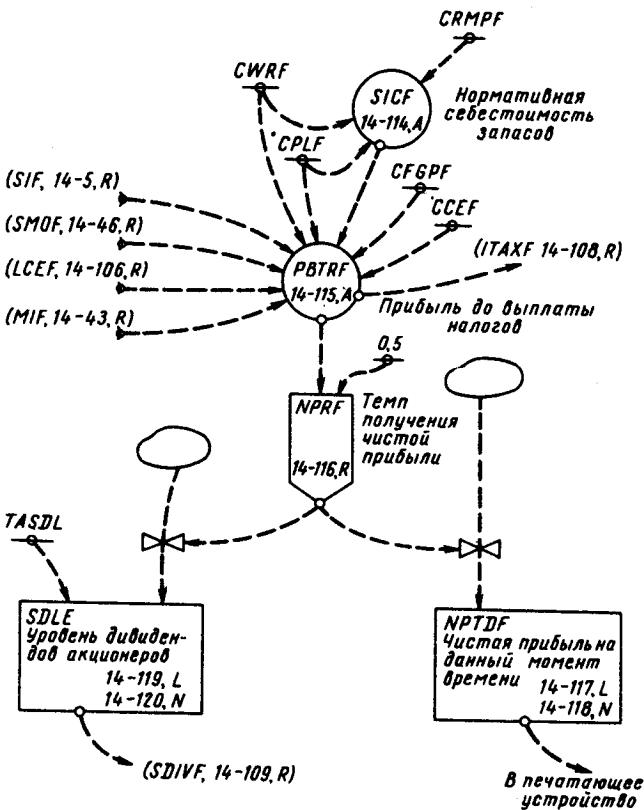 CRMPF
CWRF
SICF
14-114, A
Нормативная
себестоимость
запасов
CPLF
CFGPF
CCEF
(SIF, 14-5, R)
(SMOF, 14-46, R)
(LCEF, 14-106, R)
(MIF, 14-43, R)
PBTRF
14-115, A
(ITAXF 14-108, R)
Прибыль до выплаты
налогов
0,5
NPRF
14-116, R
Темп
получения
чистой
прибыли
TASDL
SDLE
Уровень дивиден-
дов акционеров
14-119, L
14-120, N
NPTDF
Чистая прибыль на
данный момент
времени
14-117, L
14-118, N
(SDIVF, 14-109, R)
В печатающее
устройство